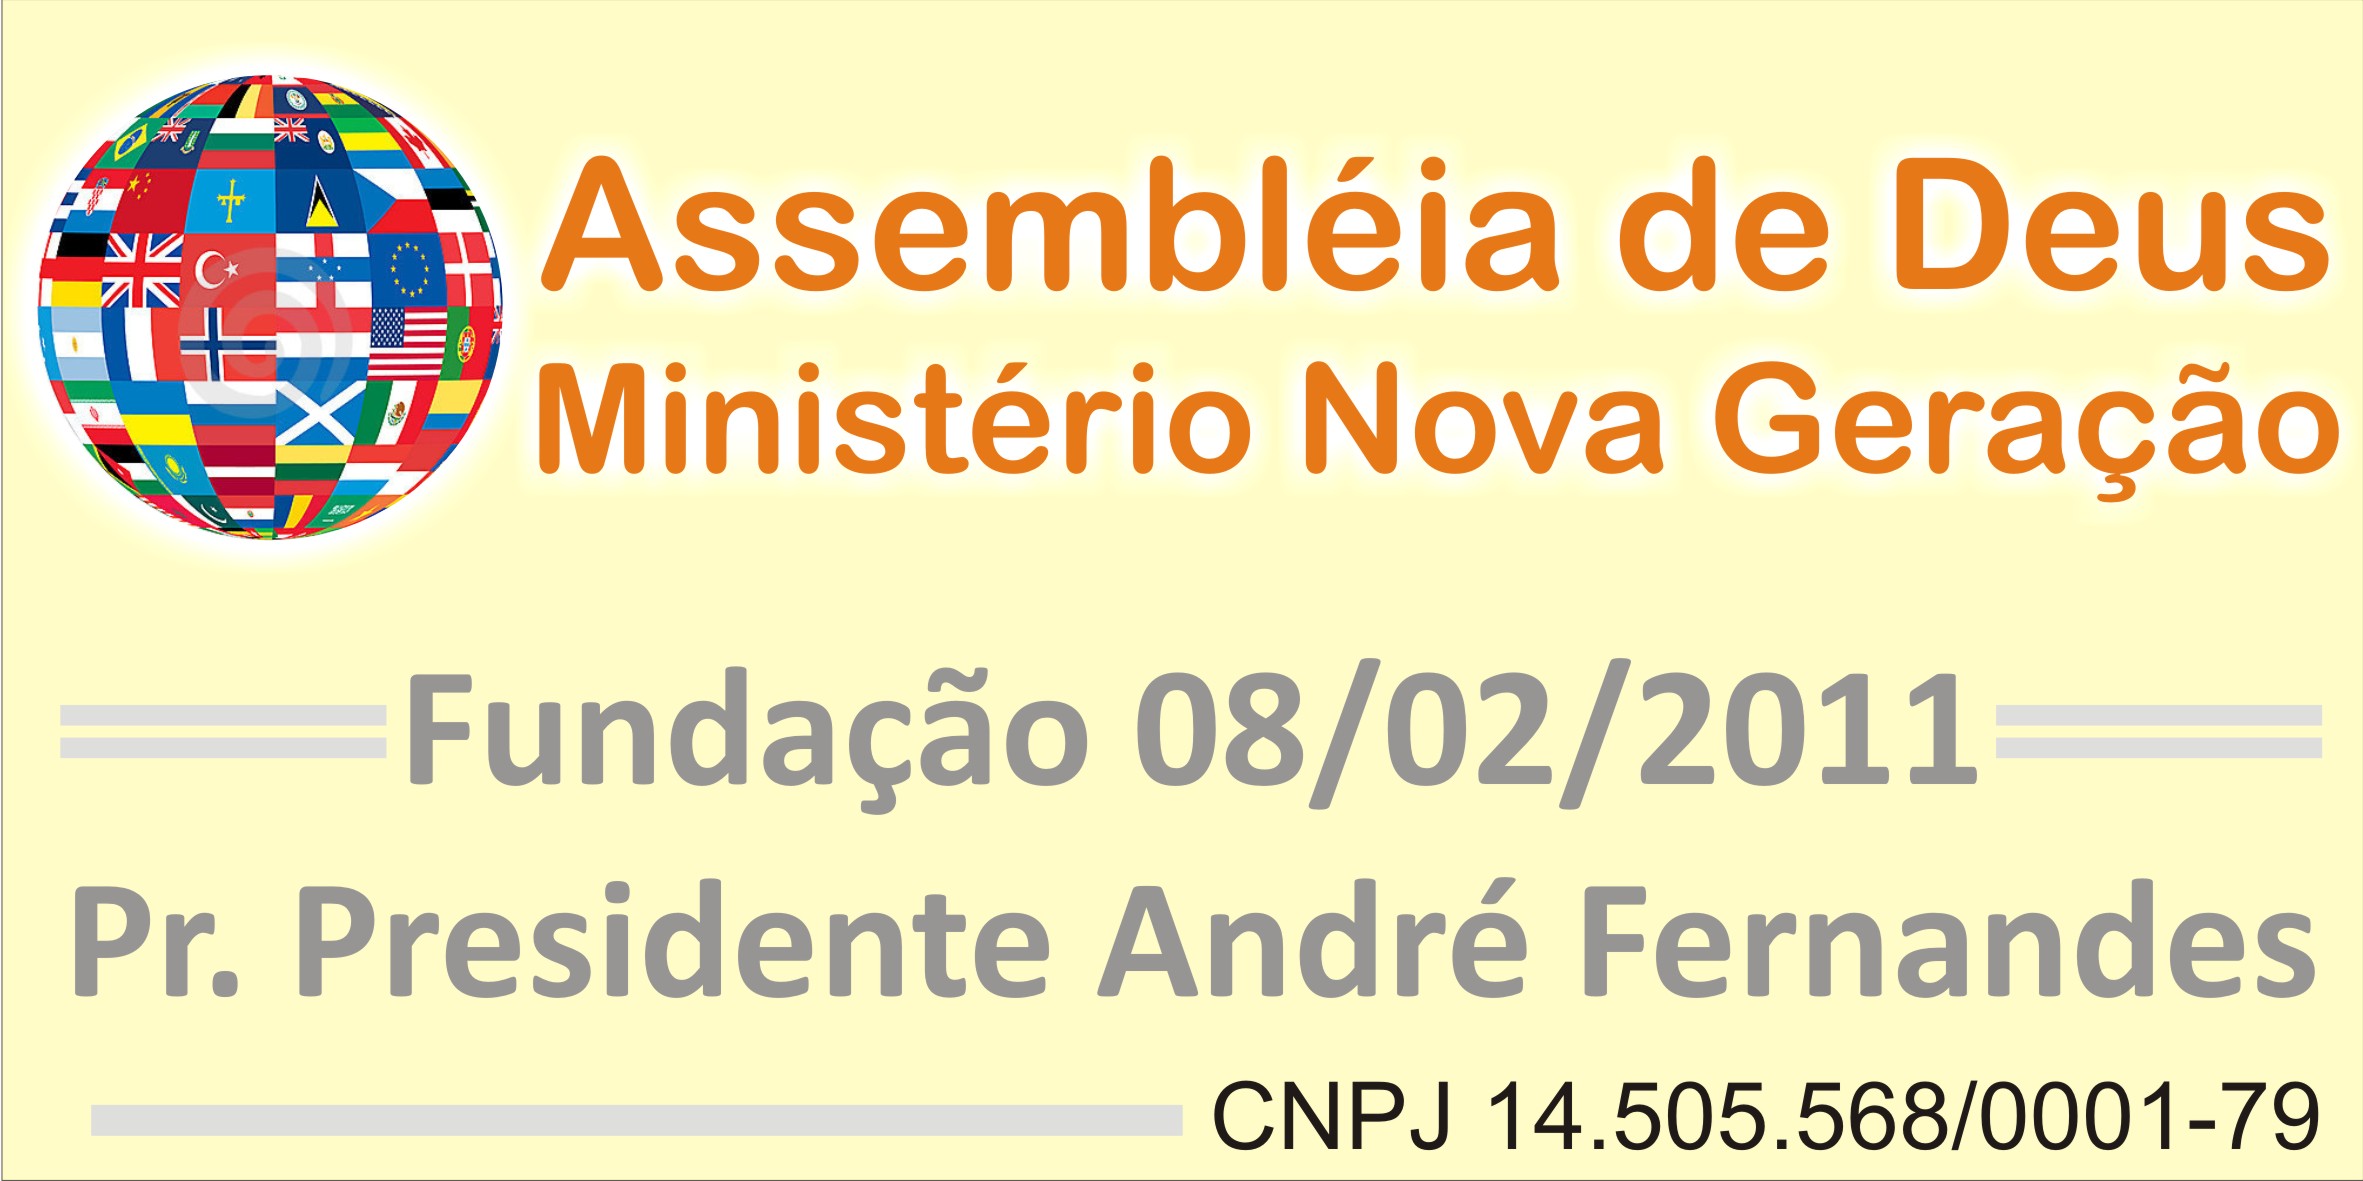 Assembléia de Deus
Ministério Nova Geração
Fundação 08/02/2011
Pr. Presidente André Fernandes
CNPJ 14.505.568/0001-79